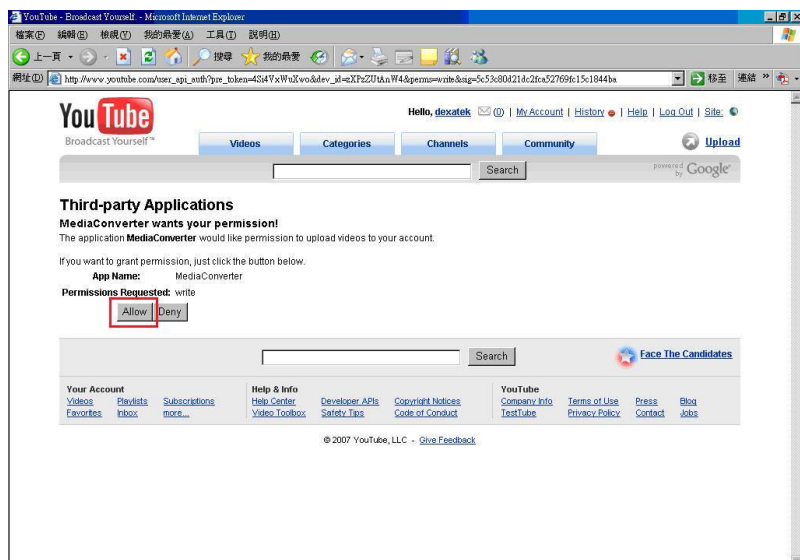 YouTube - Broadcast Yourself. - Microsoft Internet Explorer
檔案(F) 編輯(E) 檢視(V) 我的最愛(A) 工具(T) 說明(H)
上一頁 搜尋 我的最愛
網址(D) http://www.youtube.com/user_api_auth?pre_token=4Si4VxWuXwo&dev_id=eXPzZUtAnW4&perms=write&sig=5c53c80d21dc2fca52769fc15c1844ba 移至 連結 »
YouTube
Broadcast Yourself™
Hello, dexatek (0) | My Account | History | Help | Log Out | Site:
Videos Categories Channels Community Upload
Search powered by Google
Third-party Applications
MediaConverter wants your permission!
The application MediaConverter would like permission to upload videos to your account.
If you want to grant permission, just click the button below.
App Name: MediaConverter
Permissions Requested: write
Allow Deny
Search Face The Candidates
Your Account Help & Info YouTube
Videos Playlists Subscriptions Help Center Developer APIs Copyright Notices Company Info Terms of Use Press Blog
Favorites Inbox more... Video Toolbox Safety Tips Code of Conduct TestTube Privacy Policy Contact Jobs
© 2007 YouTube, LLC - Give Feedback